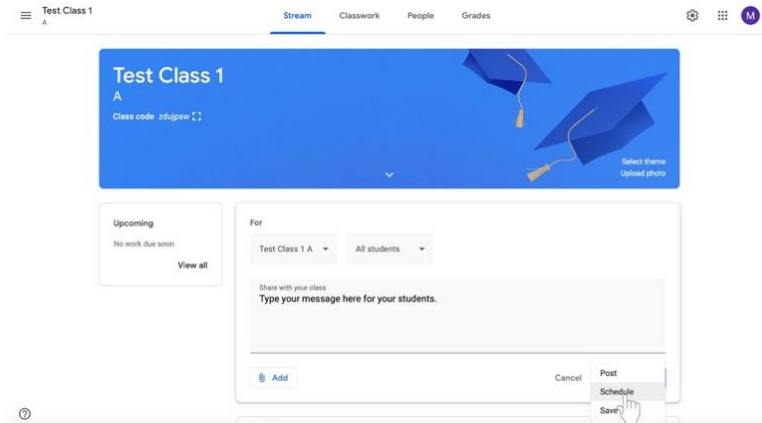 Test Class 1
A
Stream Classwork People Grades
M
Test Class 1
A
Class code zdujpsw
Select theme
Upload photo
Upcoming
No work due soon
View all
For
Test Class 1 A All students
Share with your class
Type your message here for your students.
Add Cancel
Post
Schedule
Save